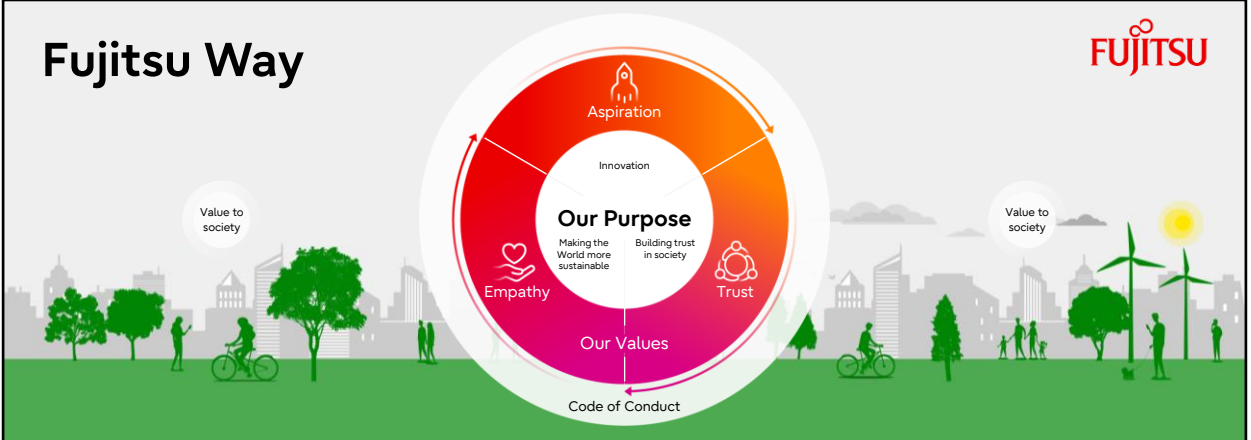 Fujitsu Way
FUJITSU
Aspiration
Innovation
Our Purpose
Making the
World more
sustainable
Building trust
in society
Empathy
Trust
Our Values
Code of Conduct
Value to
society
Value to
society